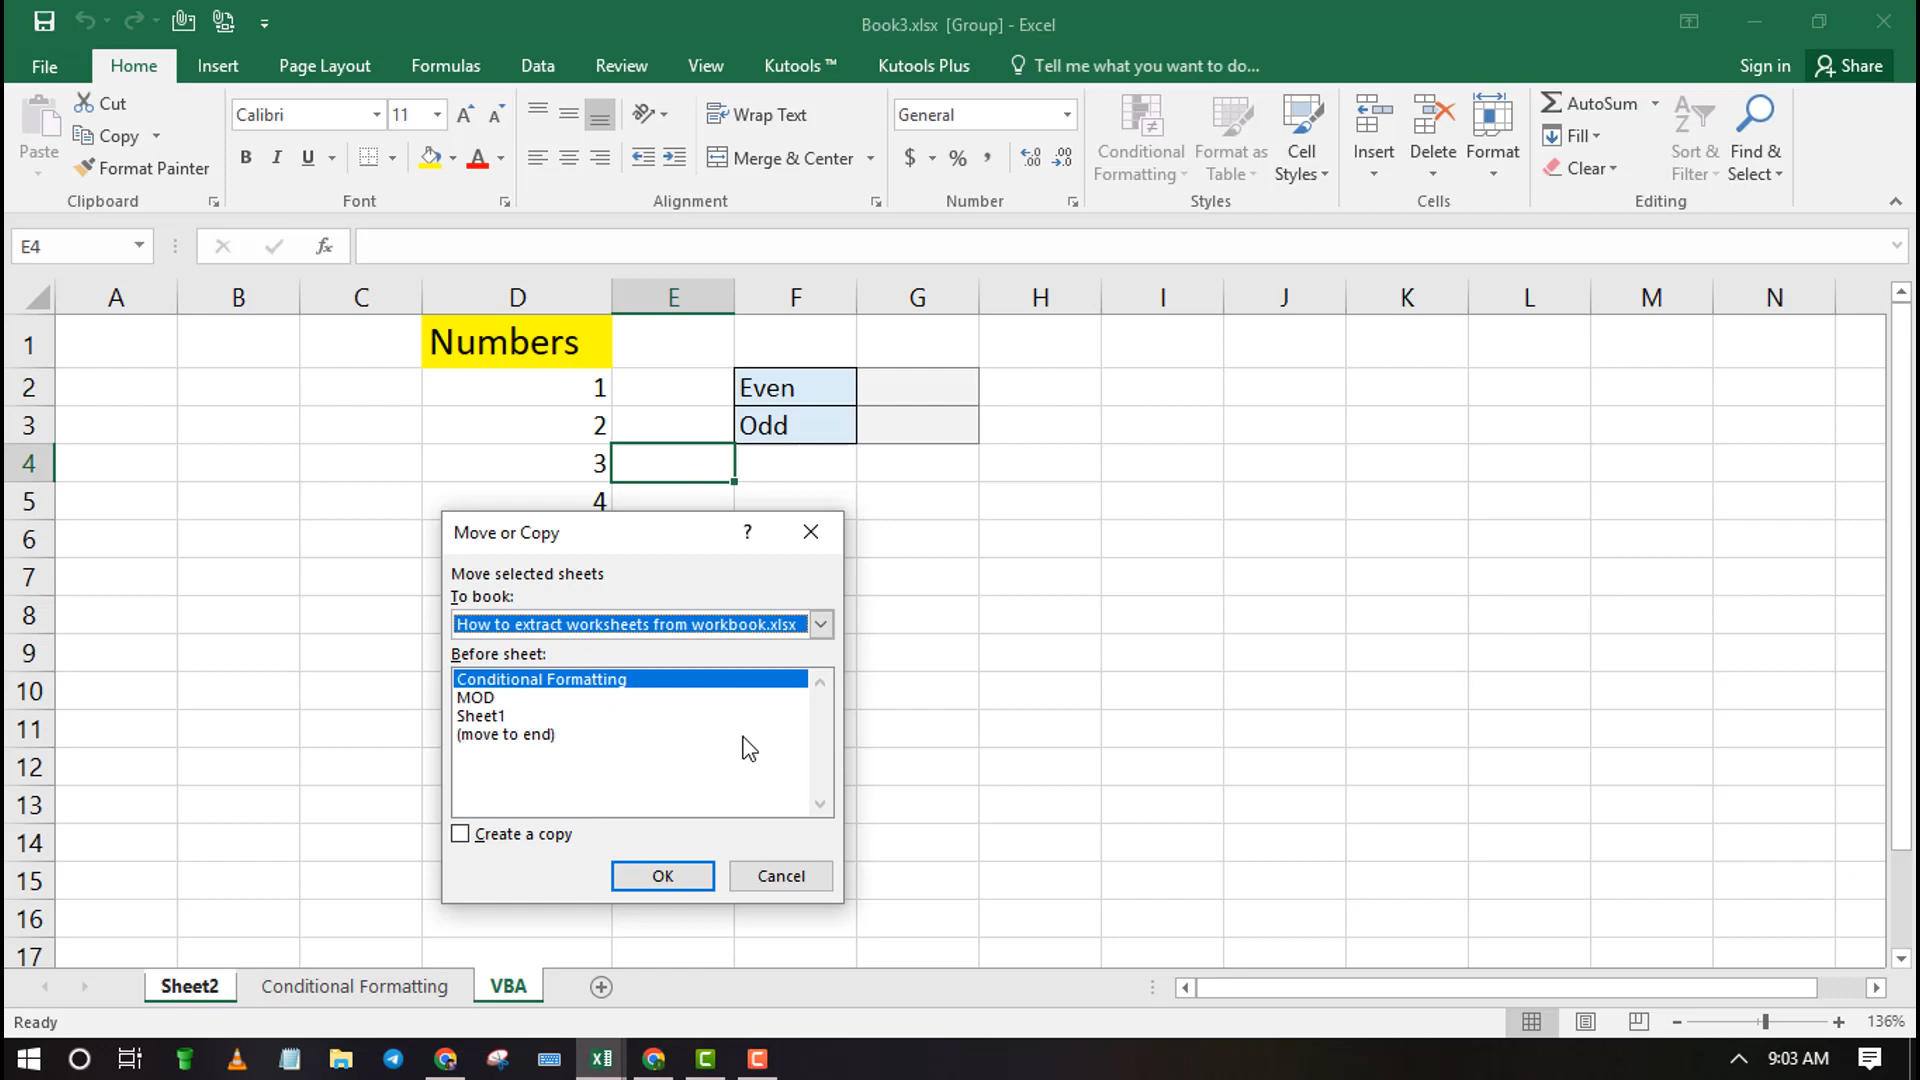 Book3.xlsx [Group] - Excel
File Home Insert Page Layout Formulas Data Review View Kutools ™ Kutools Plus Tell me what you want to do... Sign in Share
Paste
Cut
Copy
Format Painter
Clipboard
Calibri 11
B I U
Font
Wrap Text
Merge & Center
Alignment
General
$ % ,
Number
Conditional Formatting
Format as Table
Cell Styles
Styles
Insert Delete Format
Cells
AutoSum
Fill
Clear
Sort & Filter
Find & Select
Editing
E4
fx
A B C D E F G H I J K L M N
1 Numbers
2 1 Even
3 2 Odd
4 3
5 4
6
7
8
9
10
11
12
13
14
15
16
17
Move or Copy ?
Move selected sheets
To book:
How to extract worksheets from workbook.xlsx
Before sheet:
Conditional Formatting
MOD
Sheet1
(move to end)
Create a copy
OK Cancel
Sheet2 Conditional Formatting VBA
Ready 136%
9:03 AM